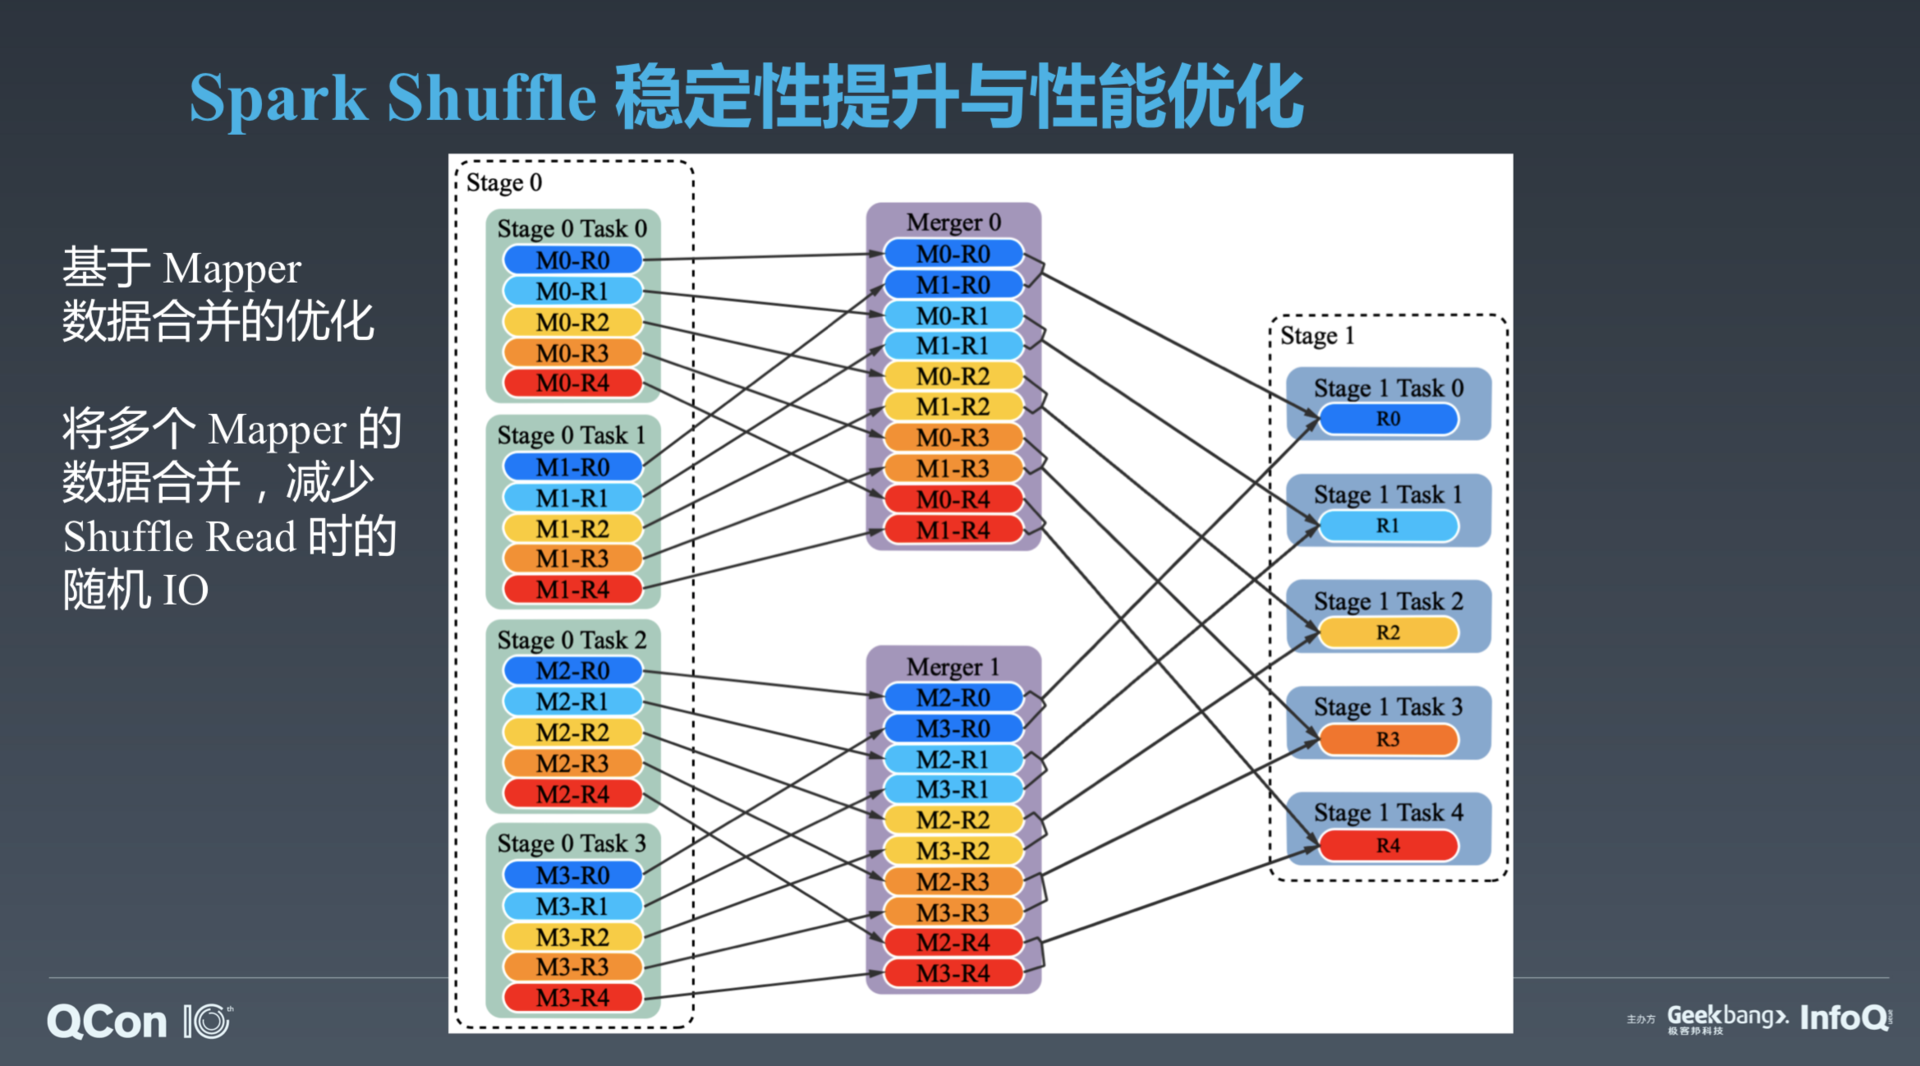 Spark Shuffle 稳定性提升与性能优化
基于 Mapper
数据合并的优化
将多个 Mapper 的
数据合并，减少
Shuffle Read 时的
随机 IO
Stage 0
Stage 0 Task 0
M0-R0
M0-R1
M0-R2
M0-R3
M0-R4
Stage 0 Task 1
M1-R0
M1-R1
M1-R2
M1-R3
M1-R4
Stage 0 Task 2
M2-R0
M2-R1
M2-R2
M2-R3
M2-R4
Stage 0 Task 3
M3-R0
M3-R1
M3-R2
M3-R3
M3-R4
Merger 0
M0-R0
M1-R0
M0-R1
M1-R1
M0-R2
M1-R2
M0-R3
M1-R3
M0-R4
M1-R4
Merger 1
M2-R0
M3-R0
M2-R1
M3-R1
M2-R2
M3-R2
M2-R3
M3-R3
M2-R4
M3-R4
Stage 1
Stage 1 Task 0
R0
Stage 1 Task 1
R1
Stage 1 Task 2
R2
Stage 1 Task 3
R3
Stage 1 Task 4
R4
QCon 10th
主办方
Geekbang>.
极客邦科技
InfoQ